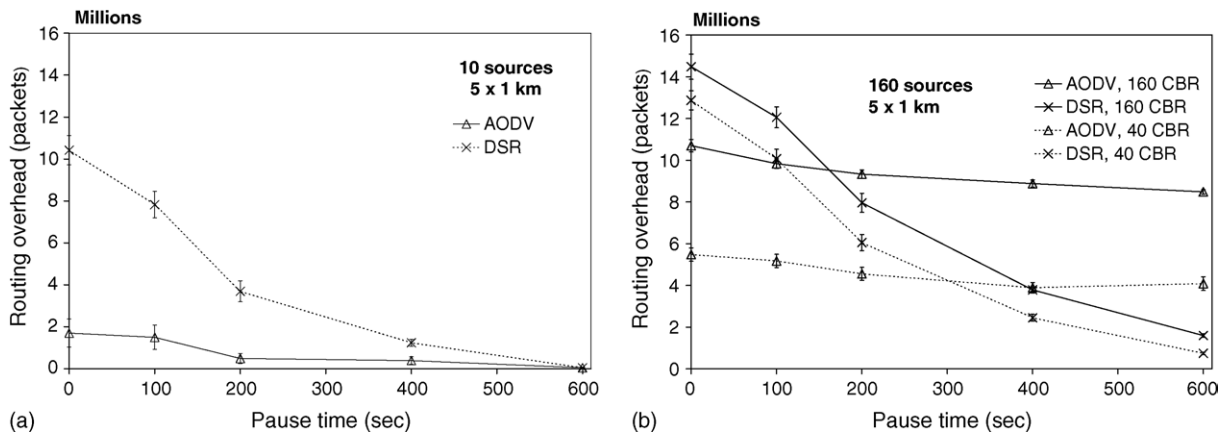 Millions
16
14
12
10
8
6
4
2
0
Routing overhead (packets)
10 sources
5 x 1 km
AODV
DSR
0 100 200 300 400 500 600
Pause time (sec)
(a)
Millions
16
14
12
10
8
6
4
2
0
Routing overhead (packets)
160 sources
5 x 1 km
AODV, 160 CBR
DSR, 160 CBR
AODV, 40 CBR
DSR, 40 CBR
0 100 200 300 400 500 600
Pause time (sec)
(b)